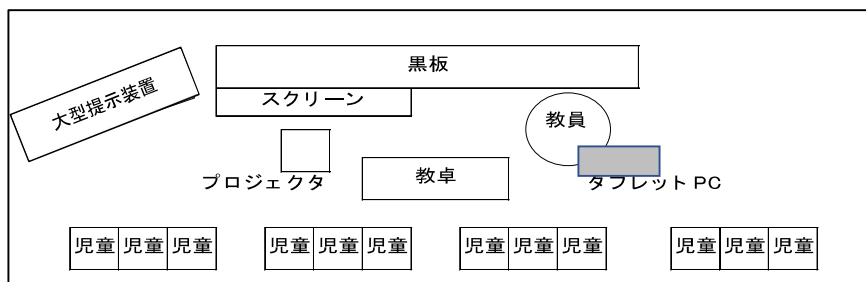 黒板
大型提示装置
スクリーン
教員
プロジェクタ
教卓
タブレット PC
児童 児童 児童 児童 児童 児童 児童 児童 児童 児童 児童 児童